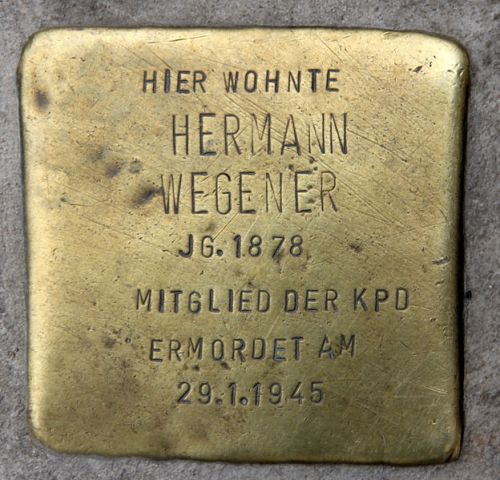 HIER WOHNTE
HERMANN
WEGENER
JG. 1878
MITGLIED DER KPD
ERMORDET AM
29.1.1945